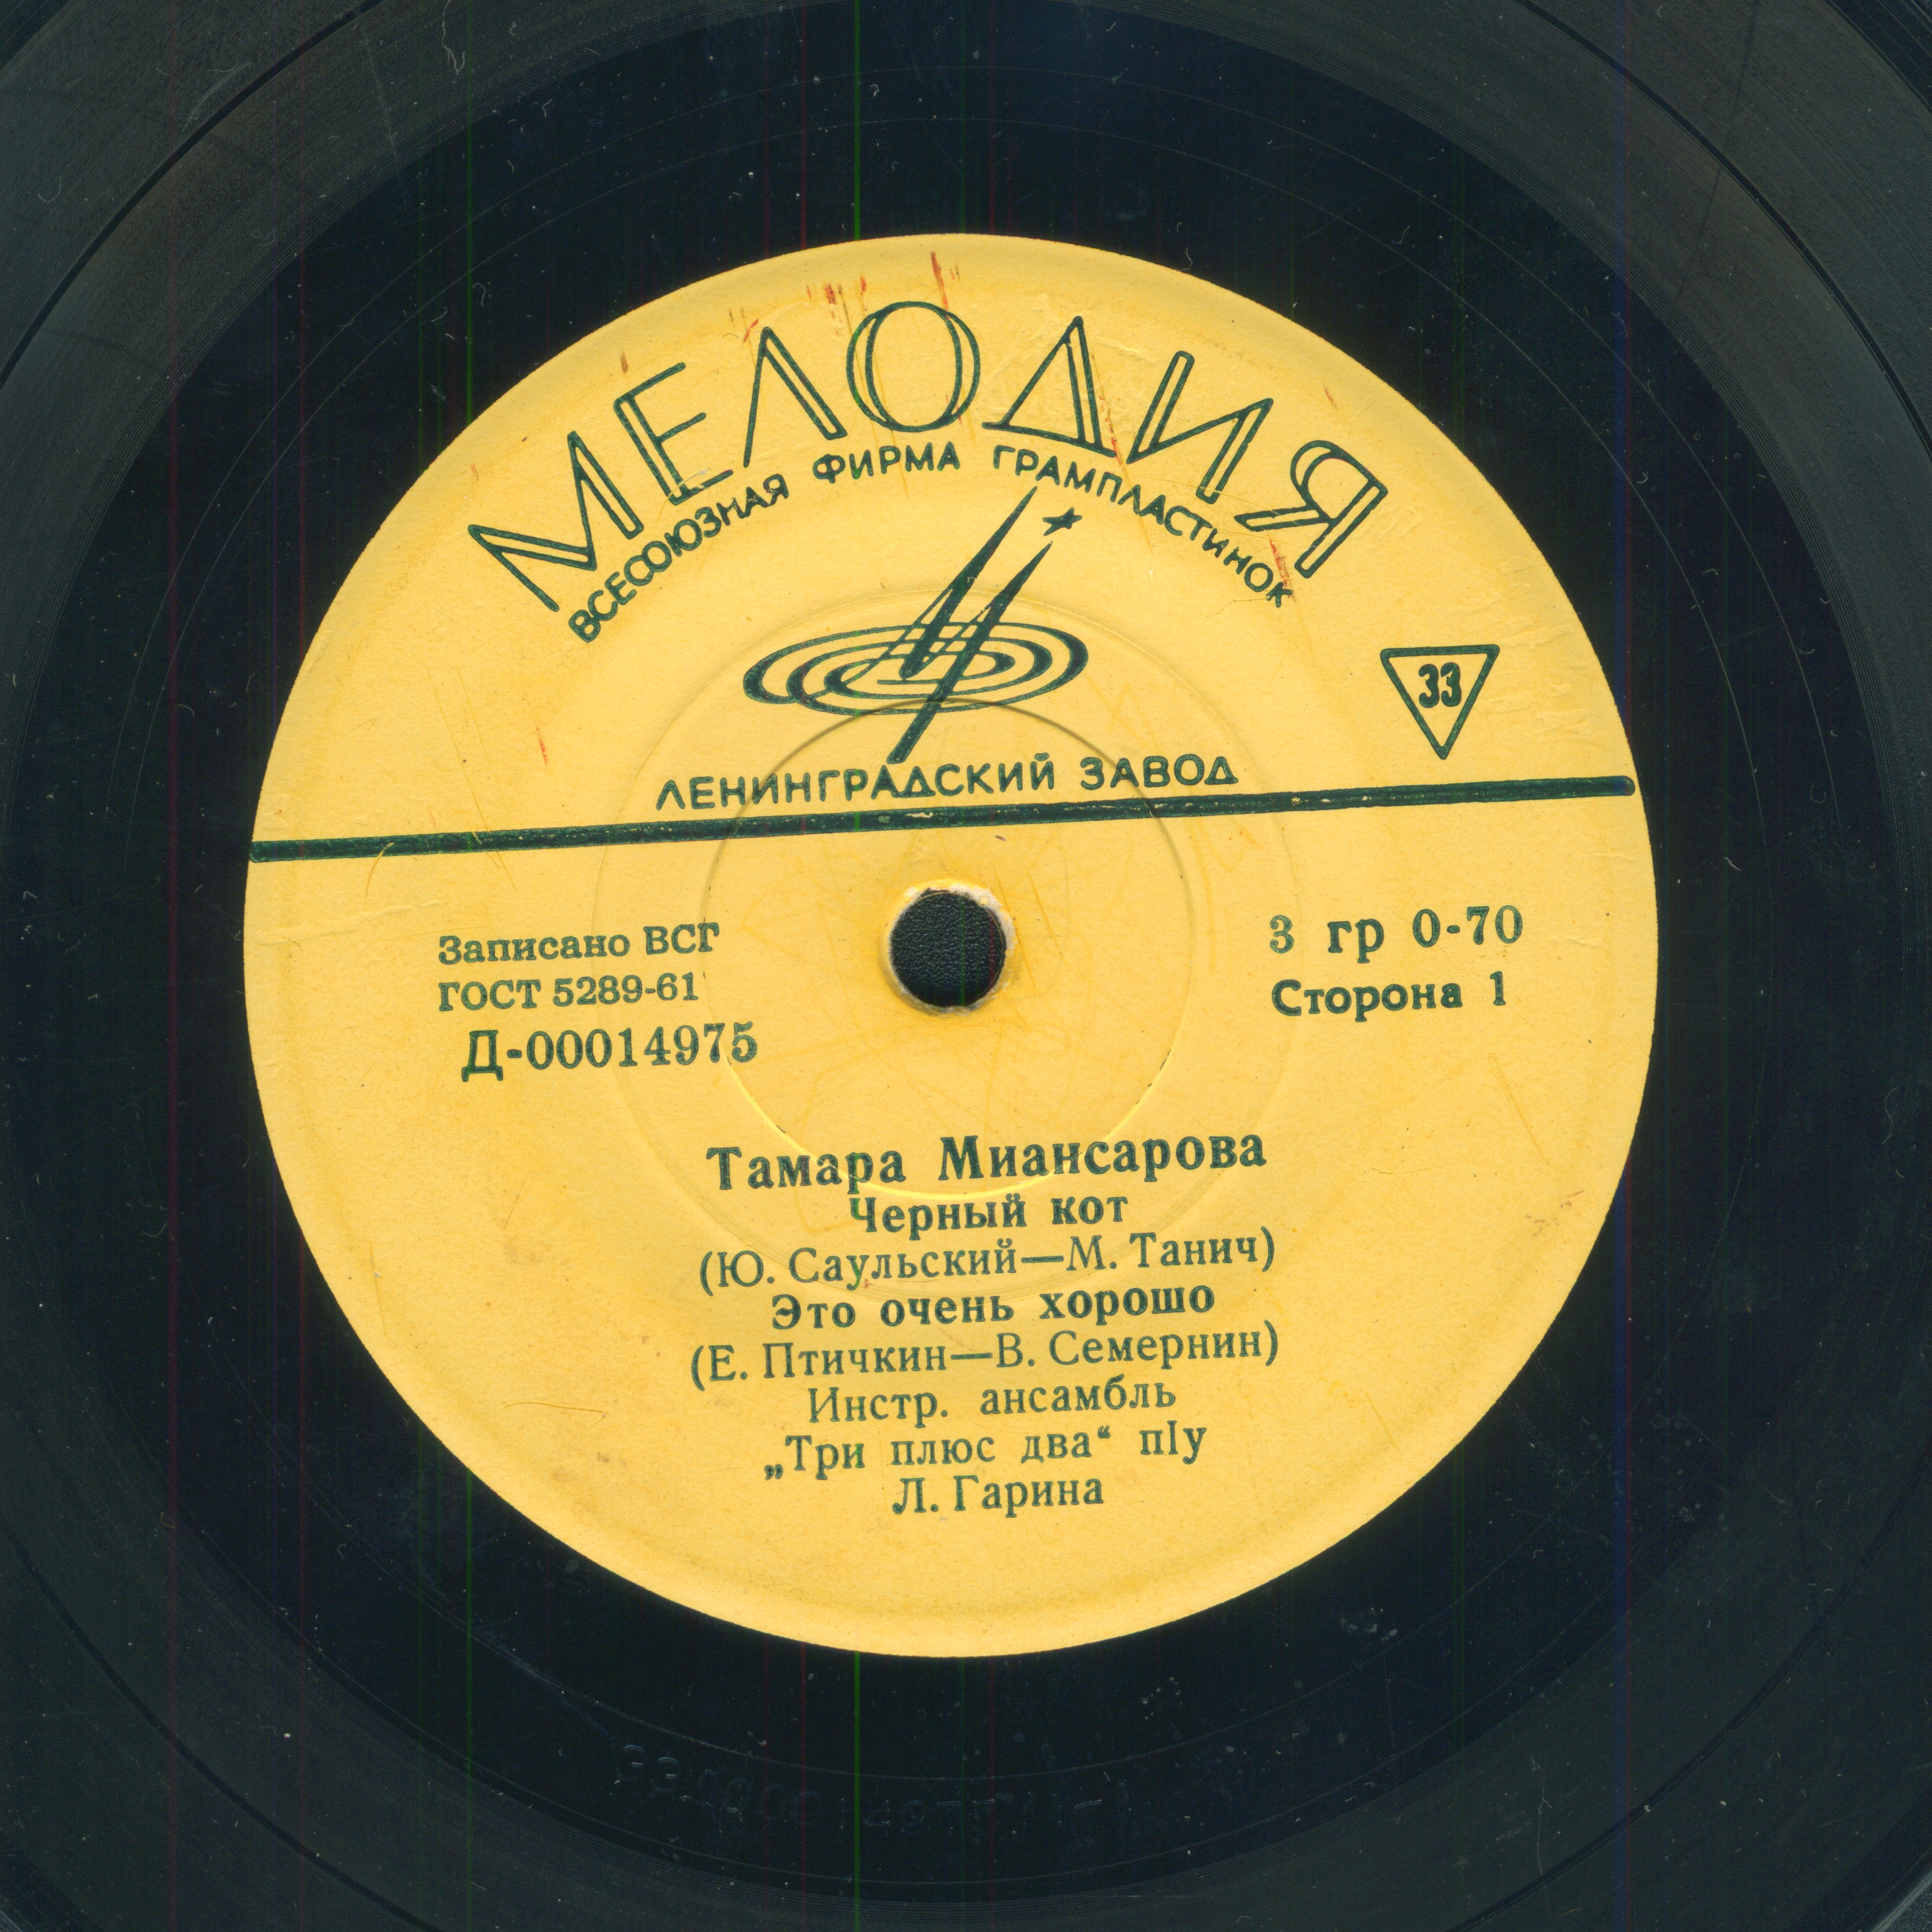 МЕЛОДИЯ
ВСЕСОЮЗНАЯ ФИРМА ГРАМПЛАСТИНОК
33
ЛЕНИНГРАДСКИЙ ЗАВОД
Записано ВСГ
ГОСТ 5289-61
Д-00014975
3 гр 0-70
Сторона 1
Тамара Миансарова
Черный кот
(Ю. Саульский—М. Танич)
Это очень хорошо
(Е. Птичкин—В. Семернин)
Инстр. ансамбль
„Три плюс два“ п|у
Л. Гарина